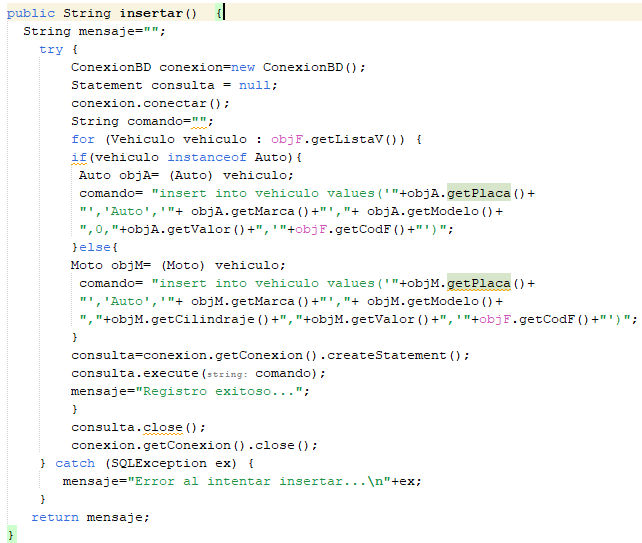 public String insertar()  {
  String mensaje="";
    try {
        ConexionBD conexion=new ConexionBD();
        Statement consulta = null;
        conexion.conectar();
        String comando="";
        for (Vehiculo vehiculo : objF.getListaV()) {
        if(vehiculo instanceof Auto){
         Auto objA= (Auto) vehiculo;
         comando= "insert into vehiculo values('"+objA.getPlaca()+
         "','Auto','"+ objA.getMarca()+"',"+ objA.getModelo()+
         ",0,"+objA.getValor()+",'"+objF.getCodF()+"')";
        }else{
        Moto objM= (Moto) vehiculo;
         comando= "insert into vehiculo values('"+objM.getPlaca()+
         "','Auto','"+ objM.getMarca()+"',"+ objM.getModelo()+
         ","+objM.getCilindraje()+","+objM.getValor()+",'"+objF.getCodF()+"')";
        }
        consulta=conexion.getConexion().createStatement();
        consulta.execute(string: comando);
        mensaje="Registro exitoso...";
        }
        consulta.close();
        conexion.getConexion().close();
    } catch (SQLException ex) {
       mensaje="Error al intentar insertar...\n"+ex;
    }
   return mensaje;
}